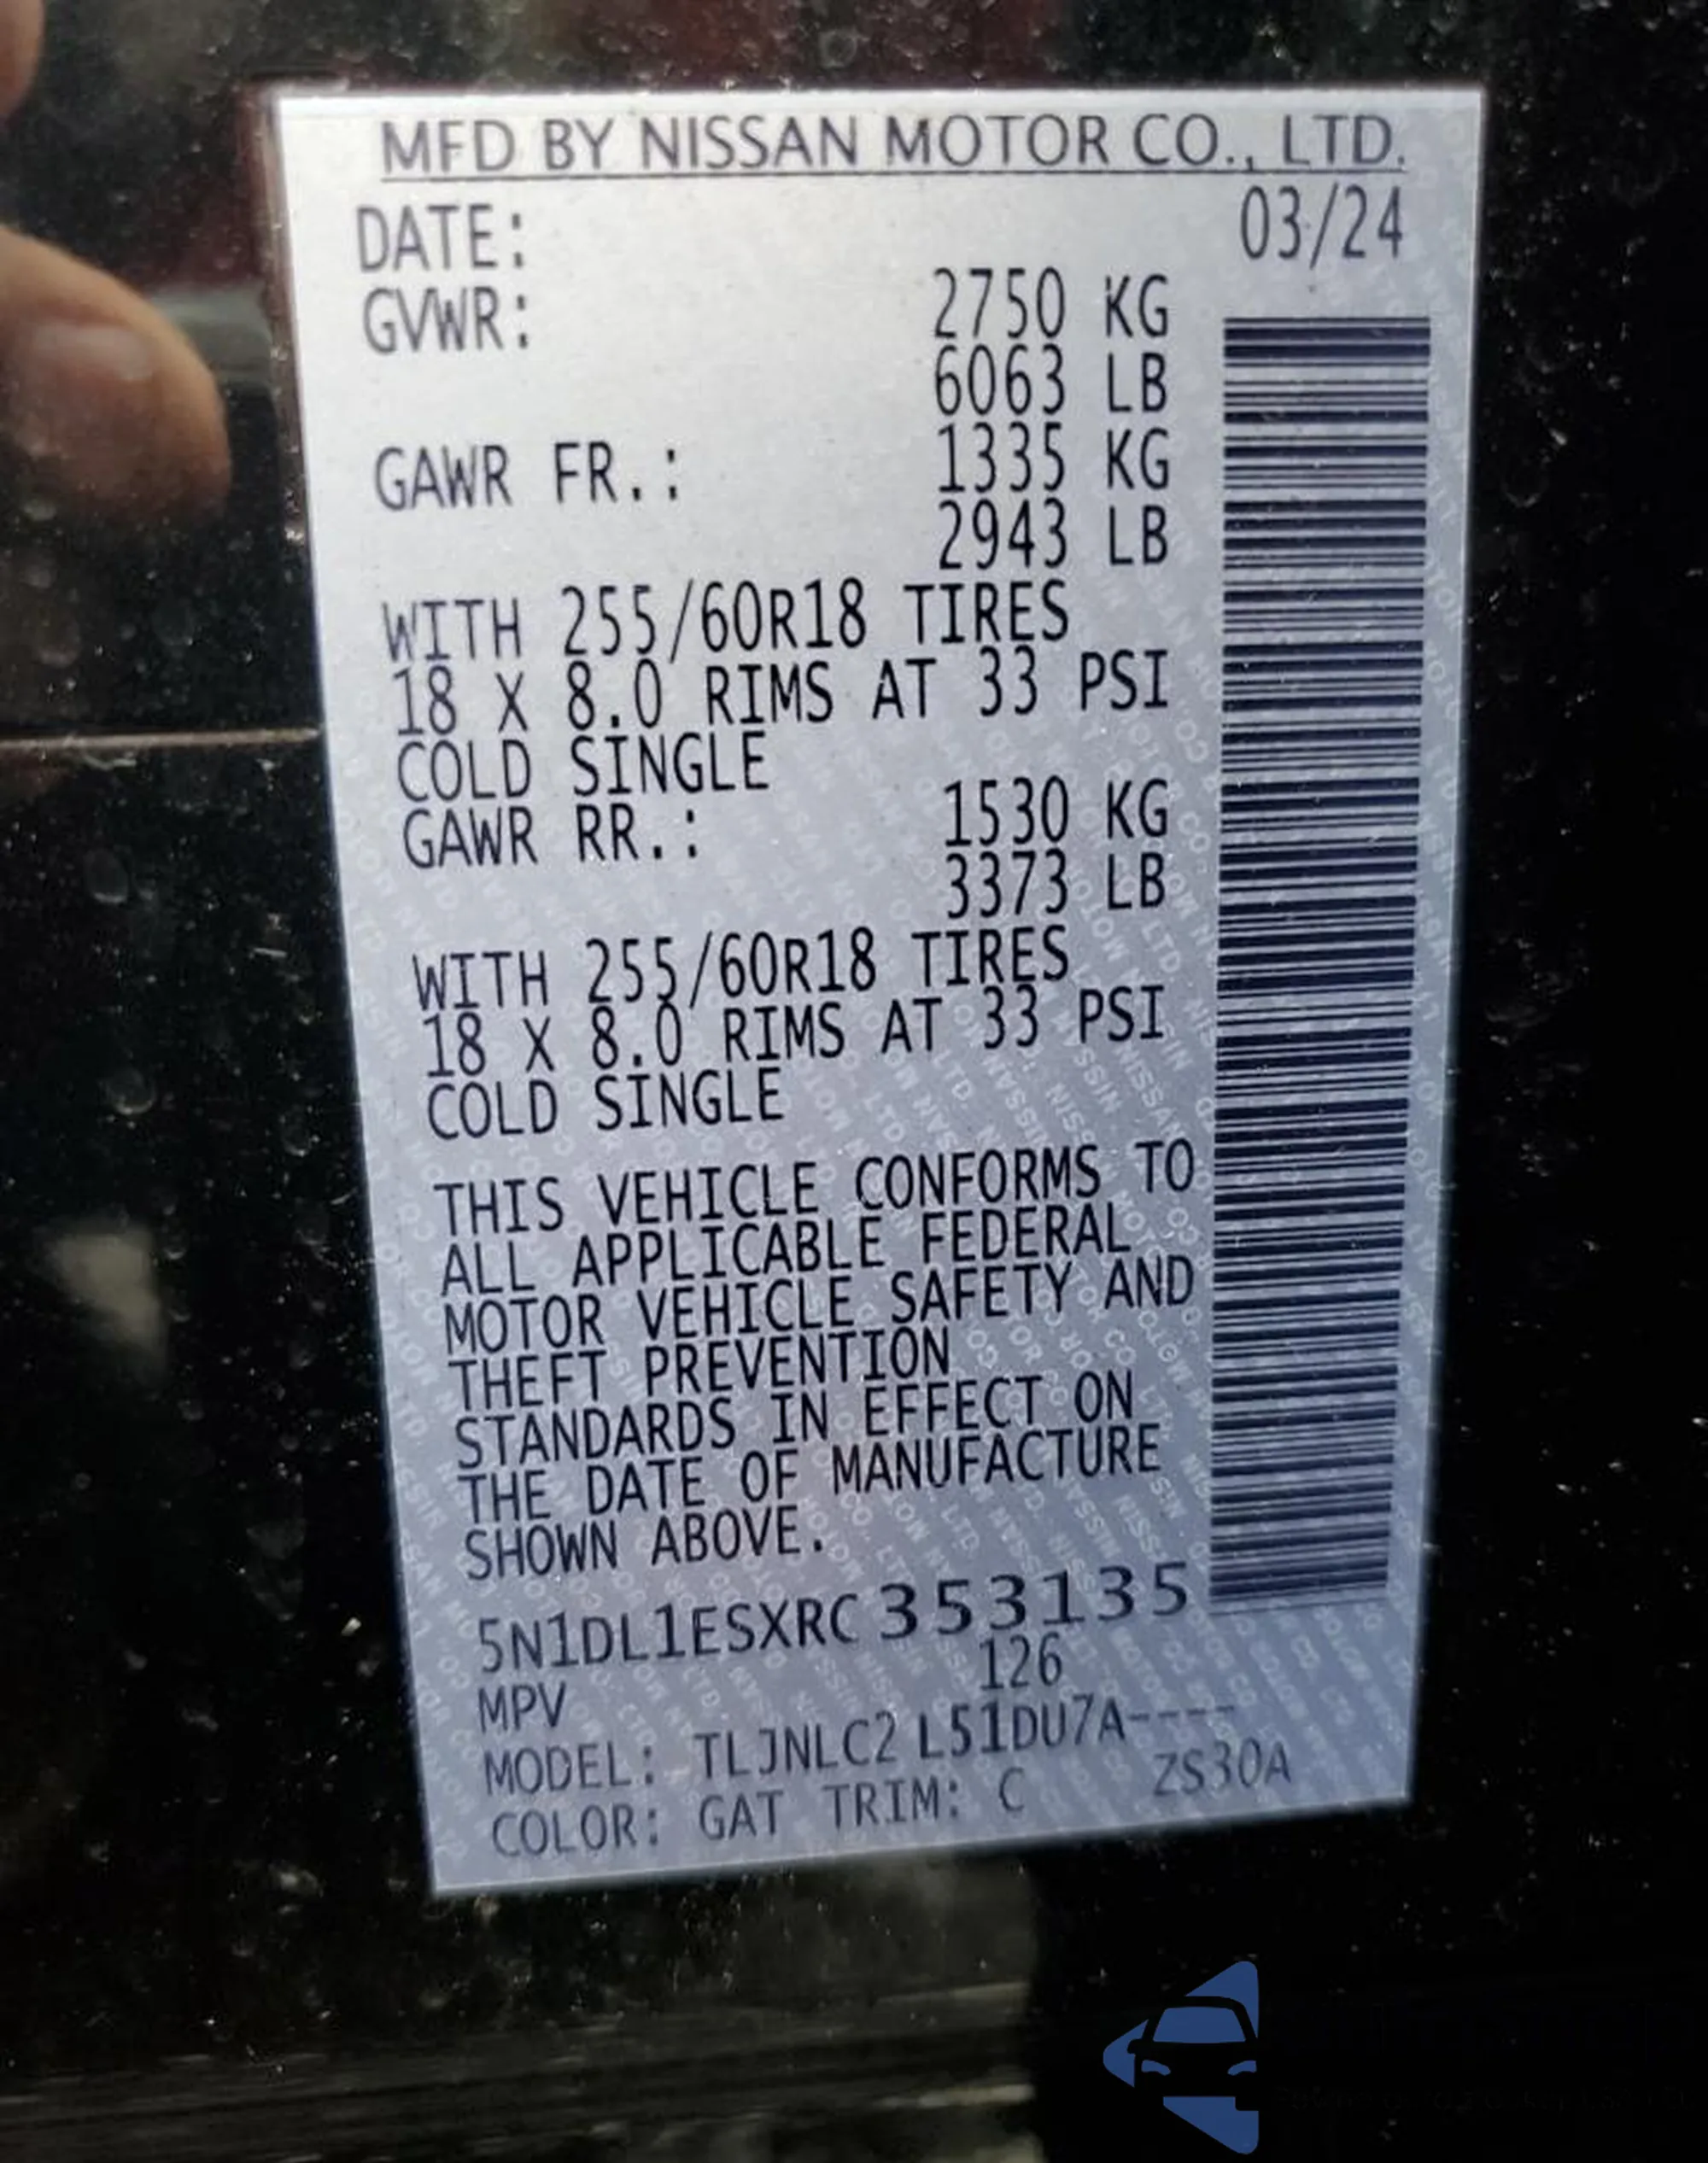 MFD BY NISSAN MOTOR CO., LTD.
DATE: 03/24
GVWR: 2750 KG
6063 LB
GAWR FR.: 1335 KG
2943 LB
WITH 255/60R18 TIRES
18 X 8.0 RIMS AT 33 PSI
COLD SINGLE
GAWR RR.: 1530 KG
3373 LB
WITH 255/60R18 TIRES
18 X 8.0 RIMS AT 33 PSI
COLD SINGLE
THIS VEHICLE CONFORMS TO
ALL APPLICABLE FEDERAL
MOTOR VEHICLE SAFETY AND
THEFT PREVENTION
STANDARDS IN EFFECT ON
THE DATE OF MANUFACTURE
SHOWN ABOVE.
5N1DL1ESXRC353135
MPV 126
MODEL: TLJNLC2 L51DU7A----
COLOR: GAT TRIM: C ZS30A